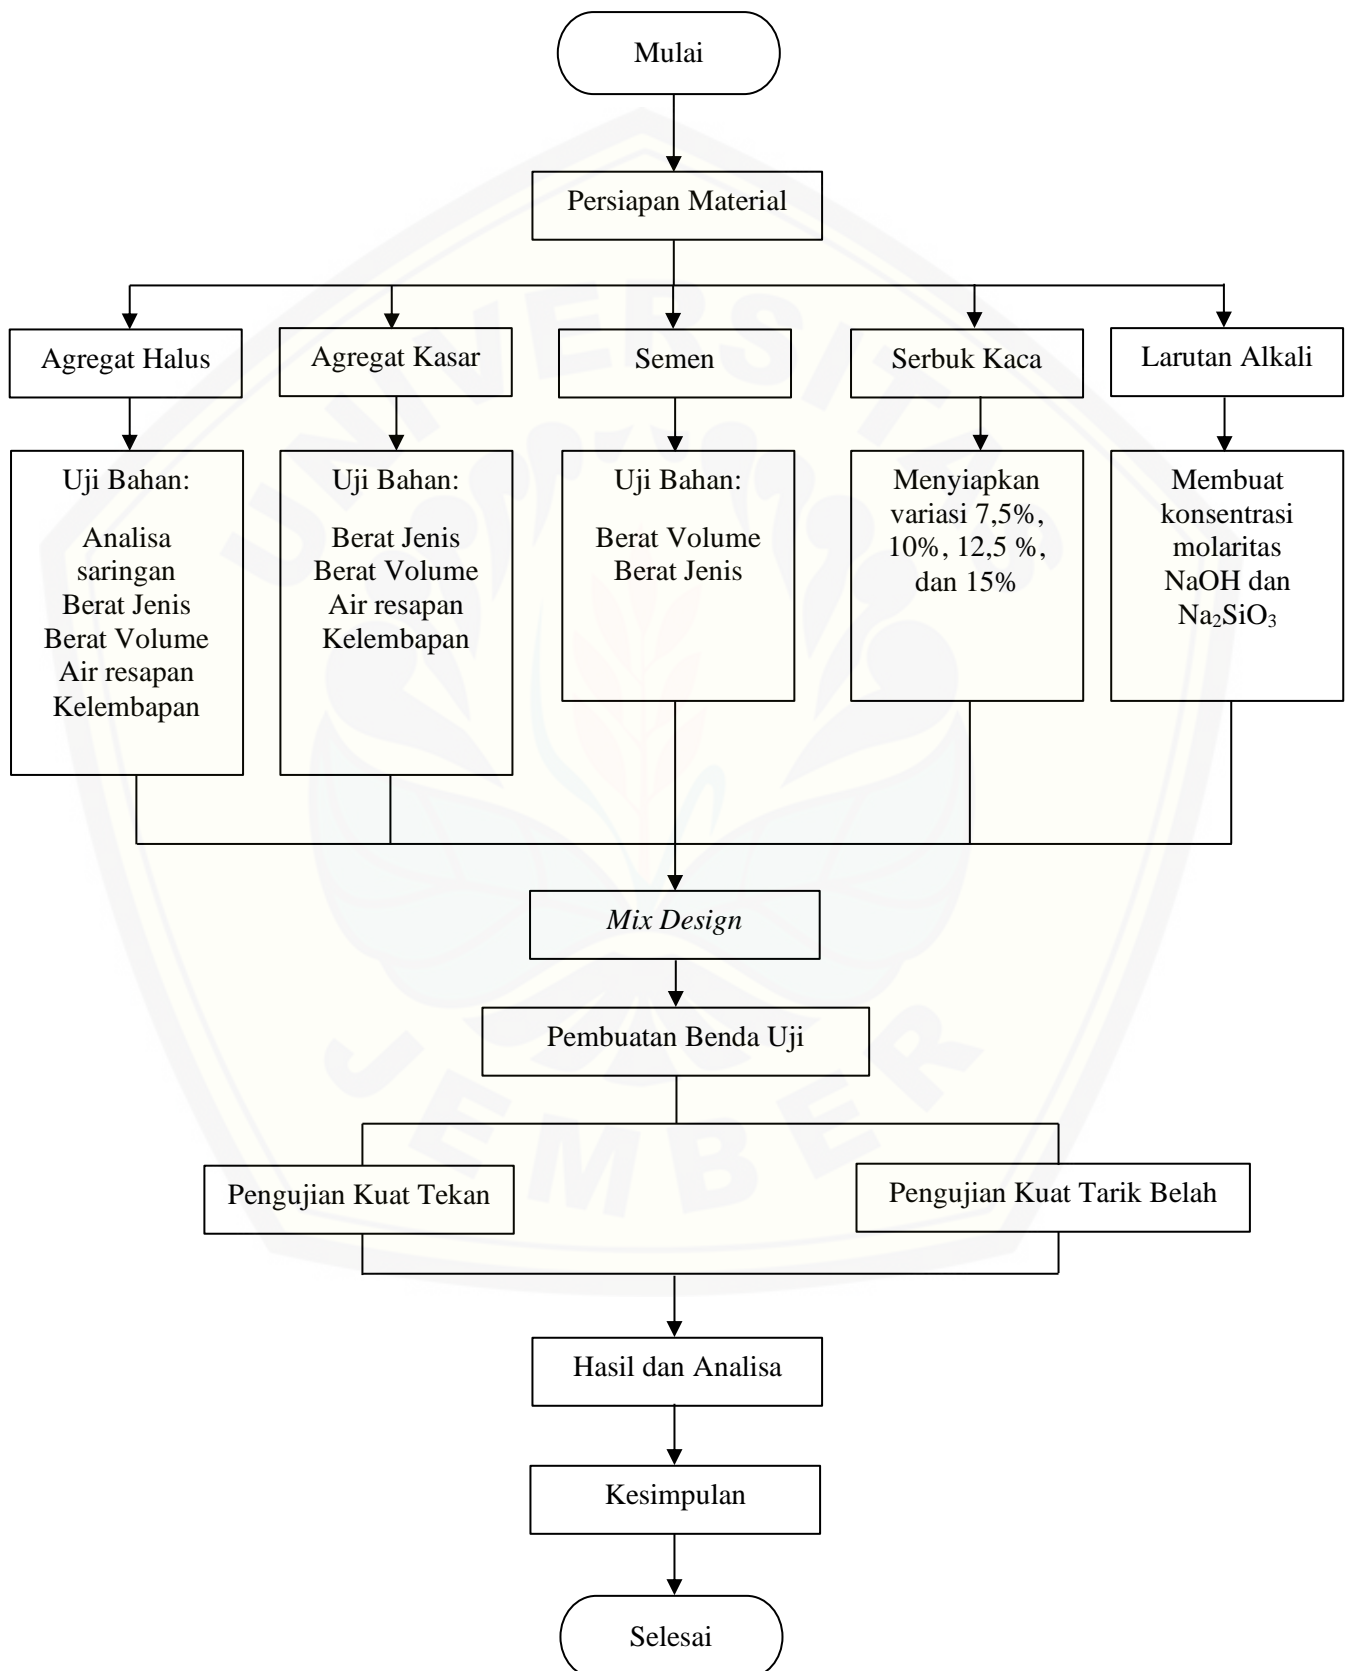 Mulai
Persiapan Material
Agregat Halus
Agregat Kasar
Semen
Serbuk Kaca
Larutan Alkali
Uji Bahan:
Analisa
saringan
Berat Jenis
Berat Volume
Air resapan
Kelembapan
Uji Bahan:
Berat Jenis
Berat Volume
Air resapan
Kelembapan
Uji Bahan:
Berat Volume
Berat Jenis
Menyiapkan
variasi 7,5%,
10%, 12,5 %,
dan 15%
Membuat
konsentrasi
molaritas
NaOH dan
Na₂SiO₃
Mix Design
Pembuatan Benda Uji
Pengujian Kuat Tekan
Pengujian Kuat Tarik Belah
Hasil dan Analisa
Kesimpulan
Selesai
UNIVERSITAS
JEMBER